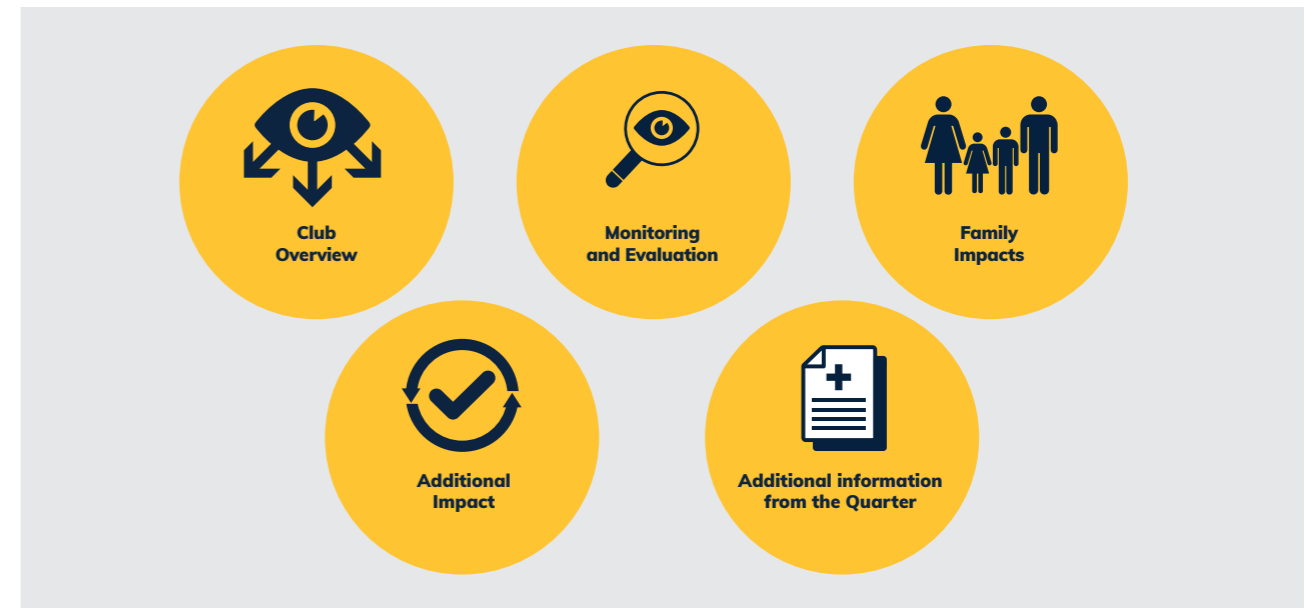 Club
Overview
Monitoring
and Evaluation
Family
Impacts
Additional
Impact
Additional information
from the Quarter